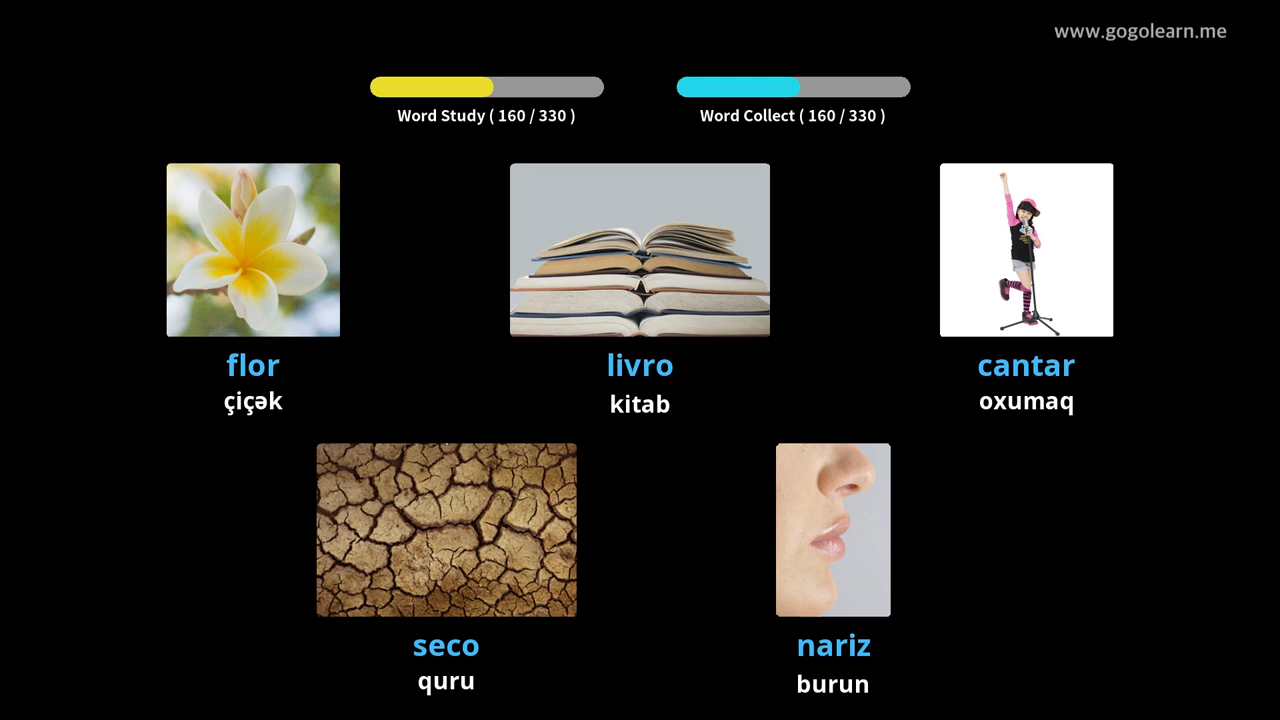 www.gogolearn.me
Word Study ( 160 / 330 )
Word Collect ( 160 / 330 )
flor
çiçək
livro
kitab
cantar
oxumaq
seco
quru
nariz
burun